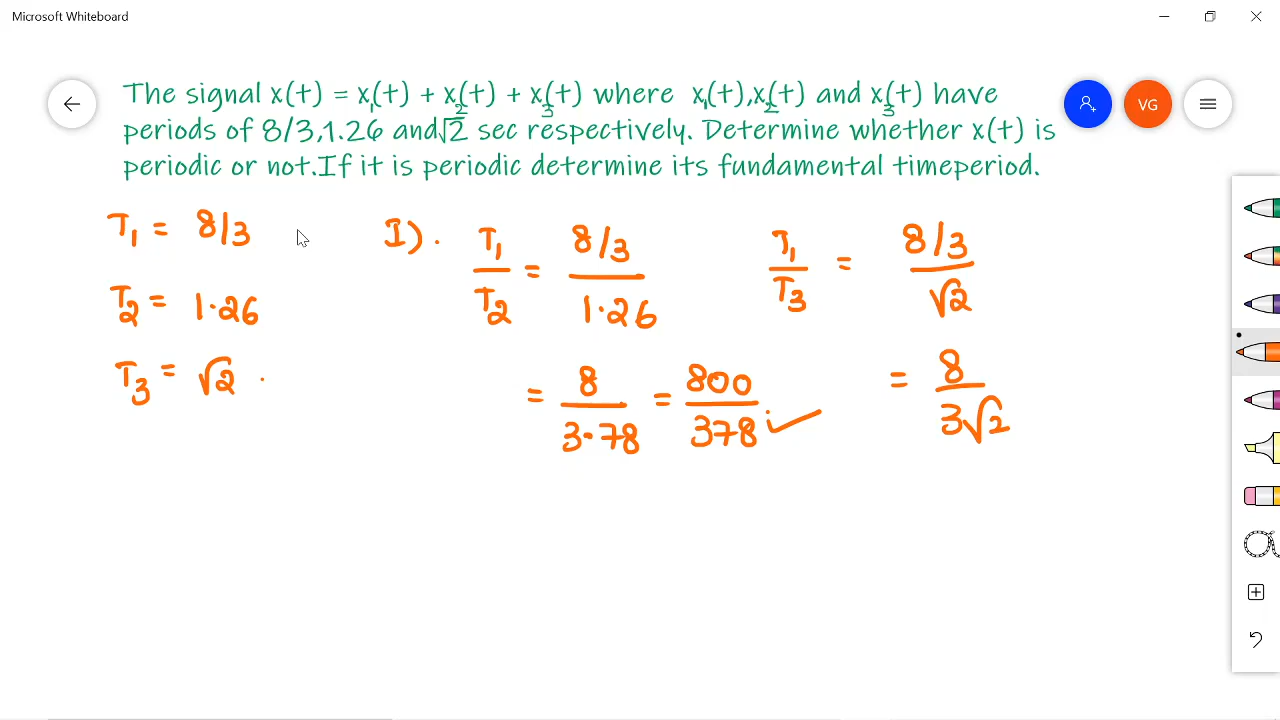 Microsoft Whiteboard
The signal x(t) = x₁(t) + x₂(t) + x₃(t) where x₁(t),x₂(t) and x₃(t) have
periods of 8/3,1.26 and√2 sec respectively. Determine whether x(t) is
periodic or not.If it is periodic determine its fundamental timeperiod.
VG
T₁ = 8/3
T₂ = 1.26
T₃ = √2 .
I). T₁/T₂ = (8/3)/1.26
= 8/3.78 = 800/378 ✓
T₁/T₃ = (8/3)/√2
= 8/3√2